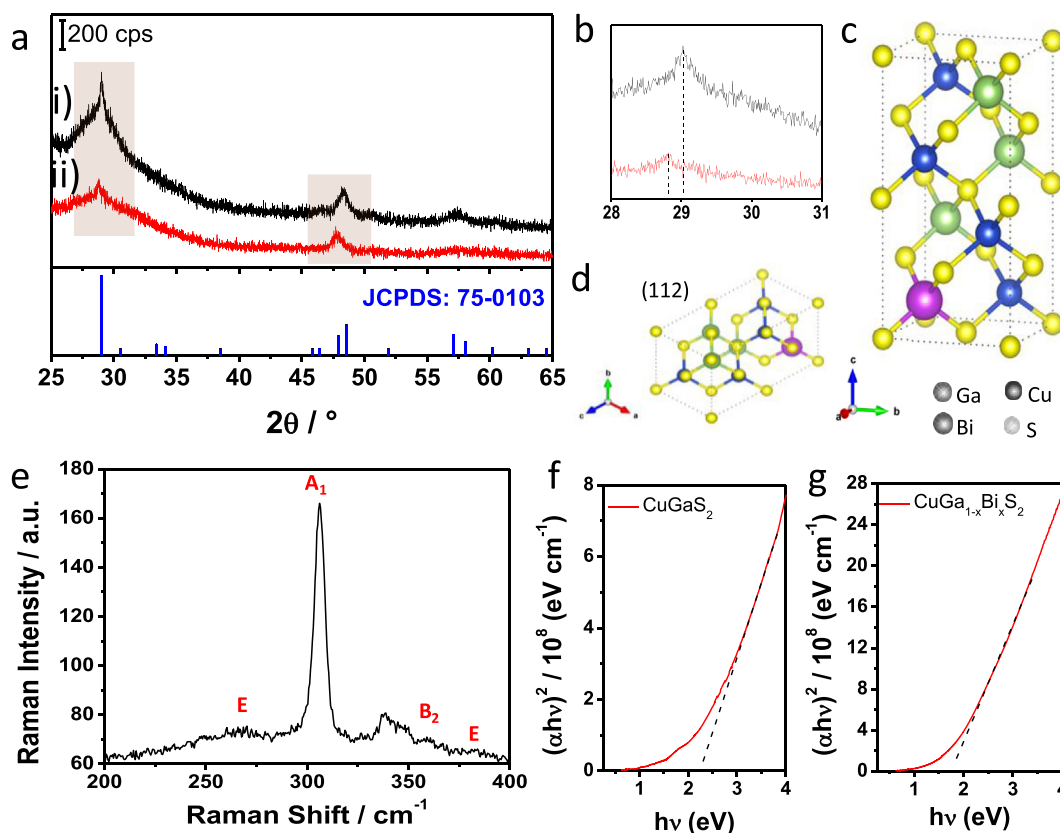 a
200 cps
i)
ii)
JCPDS: 75-0103
25 30 35 40 45 50 55 60 65
2θ / °
b
28 29 30 31
c
Ga Cu
Bi S
a b c
d
(112)
a b c
e
180
160
140
120
100
80
60
Raman Intensity / a.u.
A₁
E
B₂
E
200 250 300 350 400
Raman Shift / cm⁻¹
f
8
6
4
2
0
(αhν)² / 10⁸ (eV cm⁻¹)
CuGaS₂
1 2 3 4
hν (eV)
g
28
24
20
16
12
8
4
0
(αhν)² / 10⁸ (eV cm⁻¹)
CuGa₁₋ₓBiₓS₂
1 2 3 4
hν (eV)